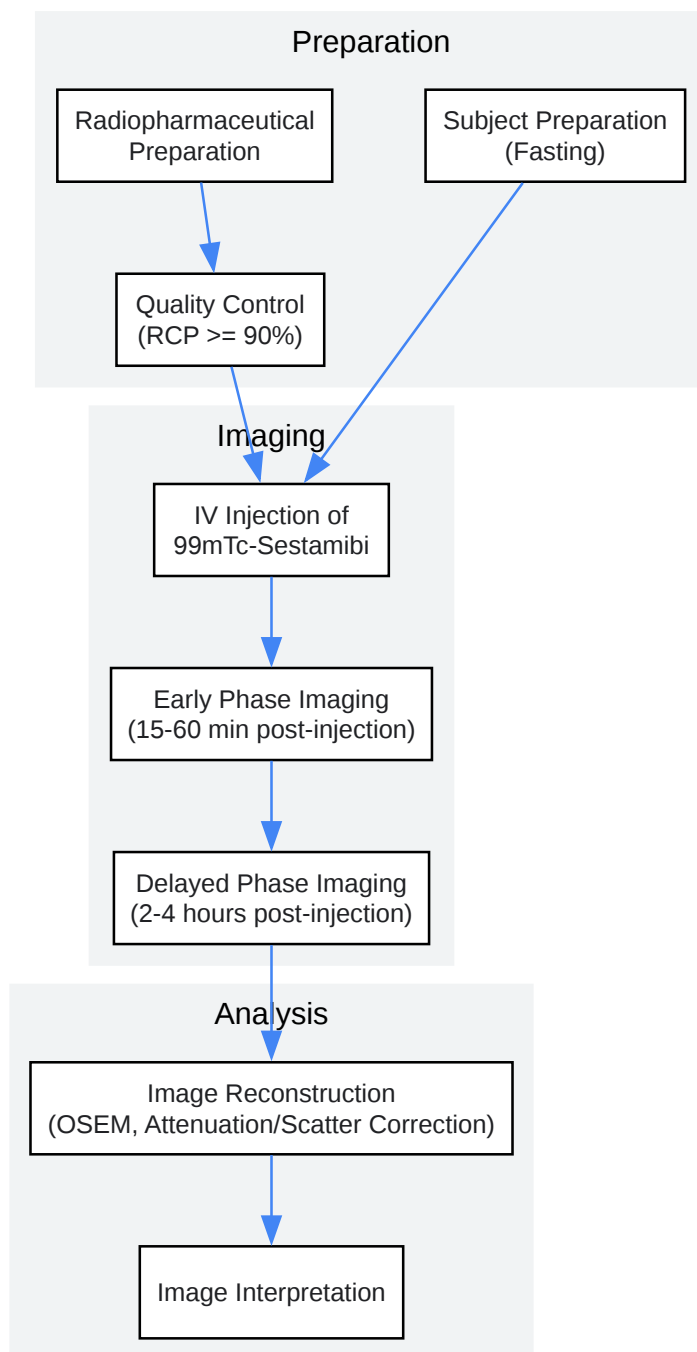 Preparation
Radiopharmaceutical
Preparation
Subject Preparation
(Fasting)
Quality Control
(RCP >= 90%)
Imaging
IV Injection of
99mTc-Sestamibi
Early Phase Imaging
(15-60 min post-injection)
Delayed Phase Imaging
(2-4 hours post-injection)
Analysis
Image Reconstruction
(OSEM, Attenuation/Scatter Correction)
Image Interpretation